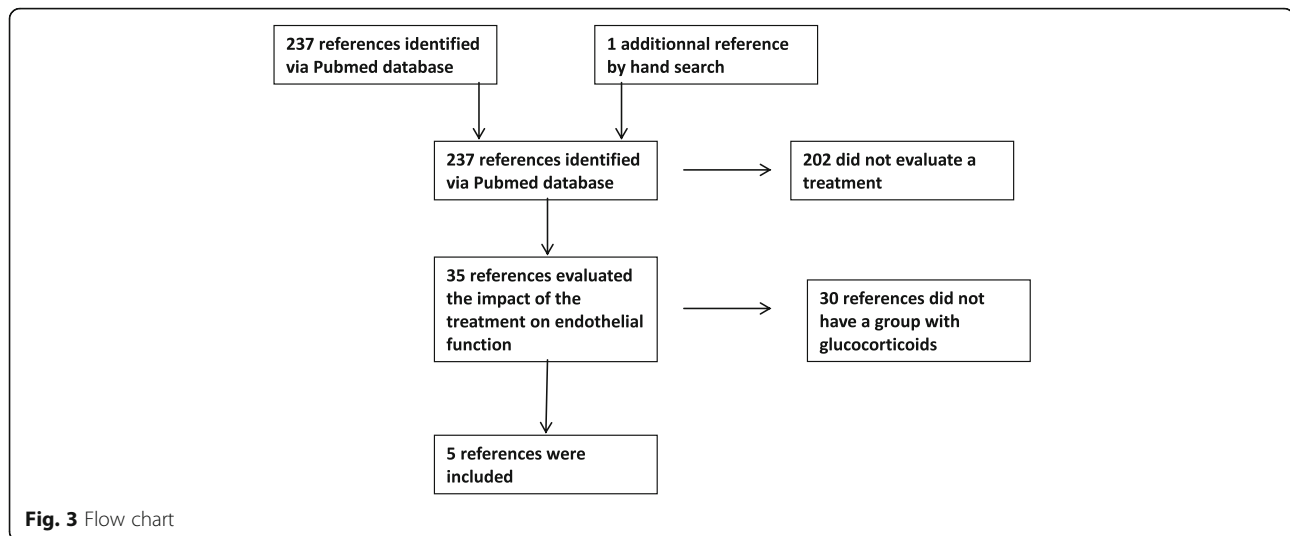 237 references identified
via Pubmed database
1 additionnal reference
by hand search
237 references identified
via Pubmed database
202 did not evaluate a
treatment
35 references evaluated
the impact of the
treatment on endothelial
function
30 references did not
have a group with
glucocorticoids
5 references were
included
Fig. 3 Flow chart